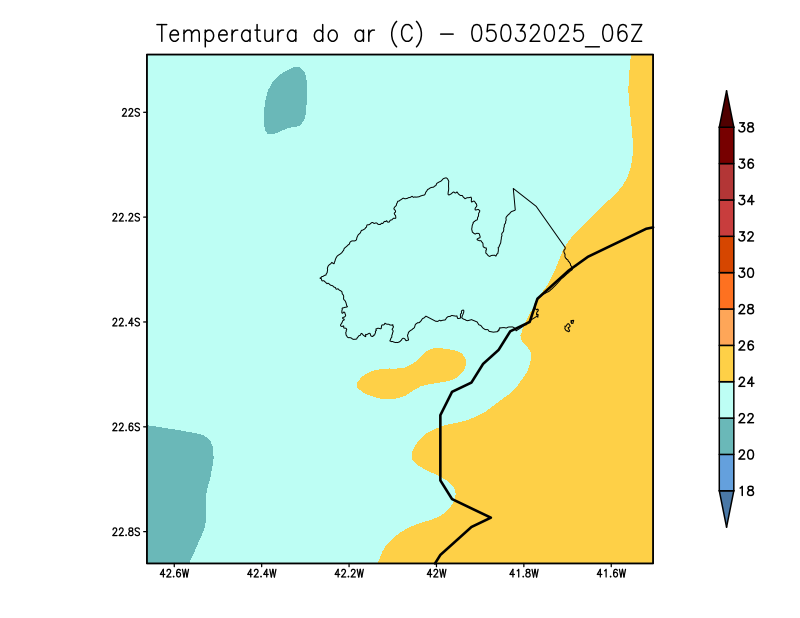 Temperatura do ar (C) – 05032025_06Z
22S
22.2S
22.4S
22.6S
22.8S
42.6W
42.4W
42.2W
42W
41.8W
41.6W
38
36
34
32
30
28
26
24
22
20
18